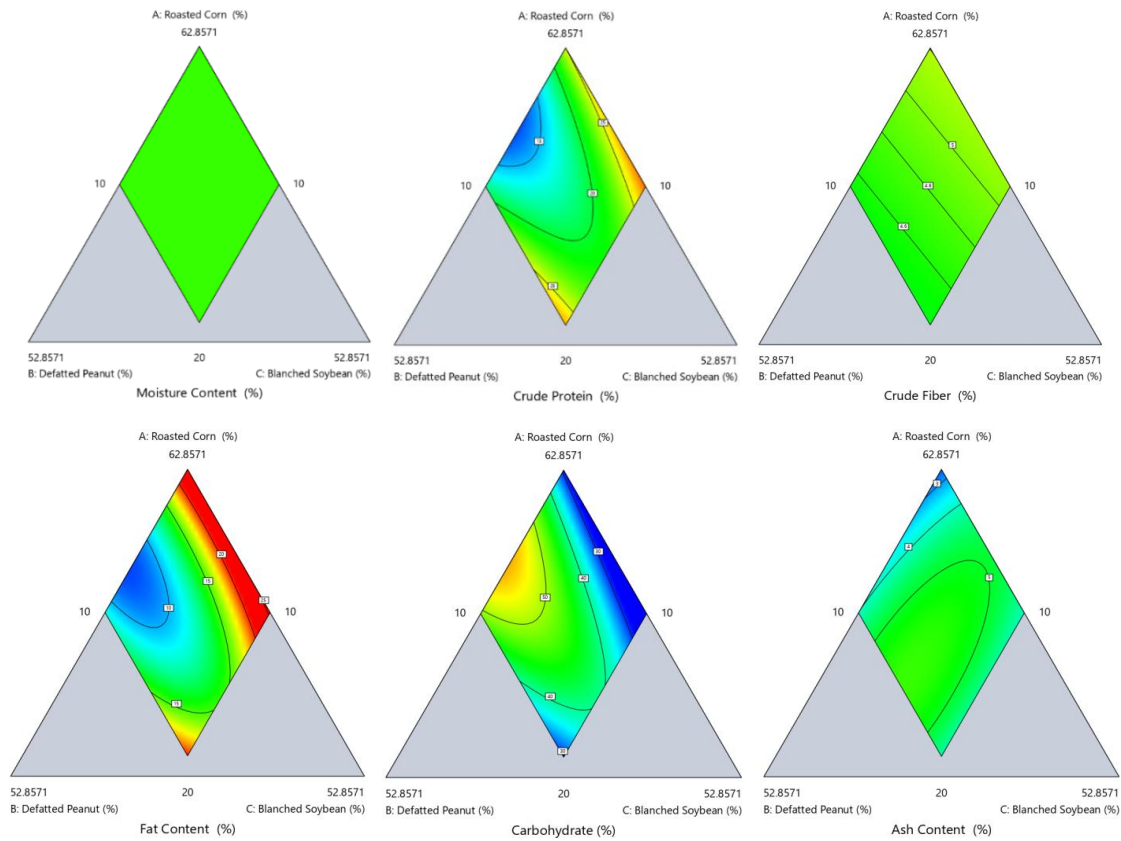 A: Roasted Corn (%)
62.8571
10
10
52.8571
20
52.8571
B: Defatted Peanut (%)
C: Blanched Soybean (%)
Moisture Content (%)
A: Roasted Corn (%)
62.8571
10
10
52.8571
20
52.8571
B: Defatted Peanut (%)
C: Blanched Soybean (%)
Crude Protein (%)
A: Roasted Corn (%)
62.8571
5
4.8
10
10
4.6
52.8571
20
52.8571
B: Defatted Peanut (%)
C: Blanched Soybean (%)
Crude Fiber (%)
A: Roasted Corn (%)
62.8571
20
15
10
25
10
10
15
52.8571
20
52.8571
B: Defatted Peanut (%)
C: Blanched Soybean (%)
Fat Content (%)
A: Roasted Corn (%)
62.8571
30
40
50
10
10
40
30
52.8571
20
52.8571
B: Defatted Peanut (%)
C: Blanched Soybean (%)
Carbohydrate (%)
A: Roasted Corn (%)
62.8571
3
4
5
10
10
52.8571
20
52.8571
B: Defatted Peanut (%)
C: Blanched Soybean (%)
Ash Content (%)